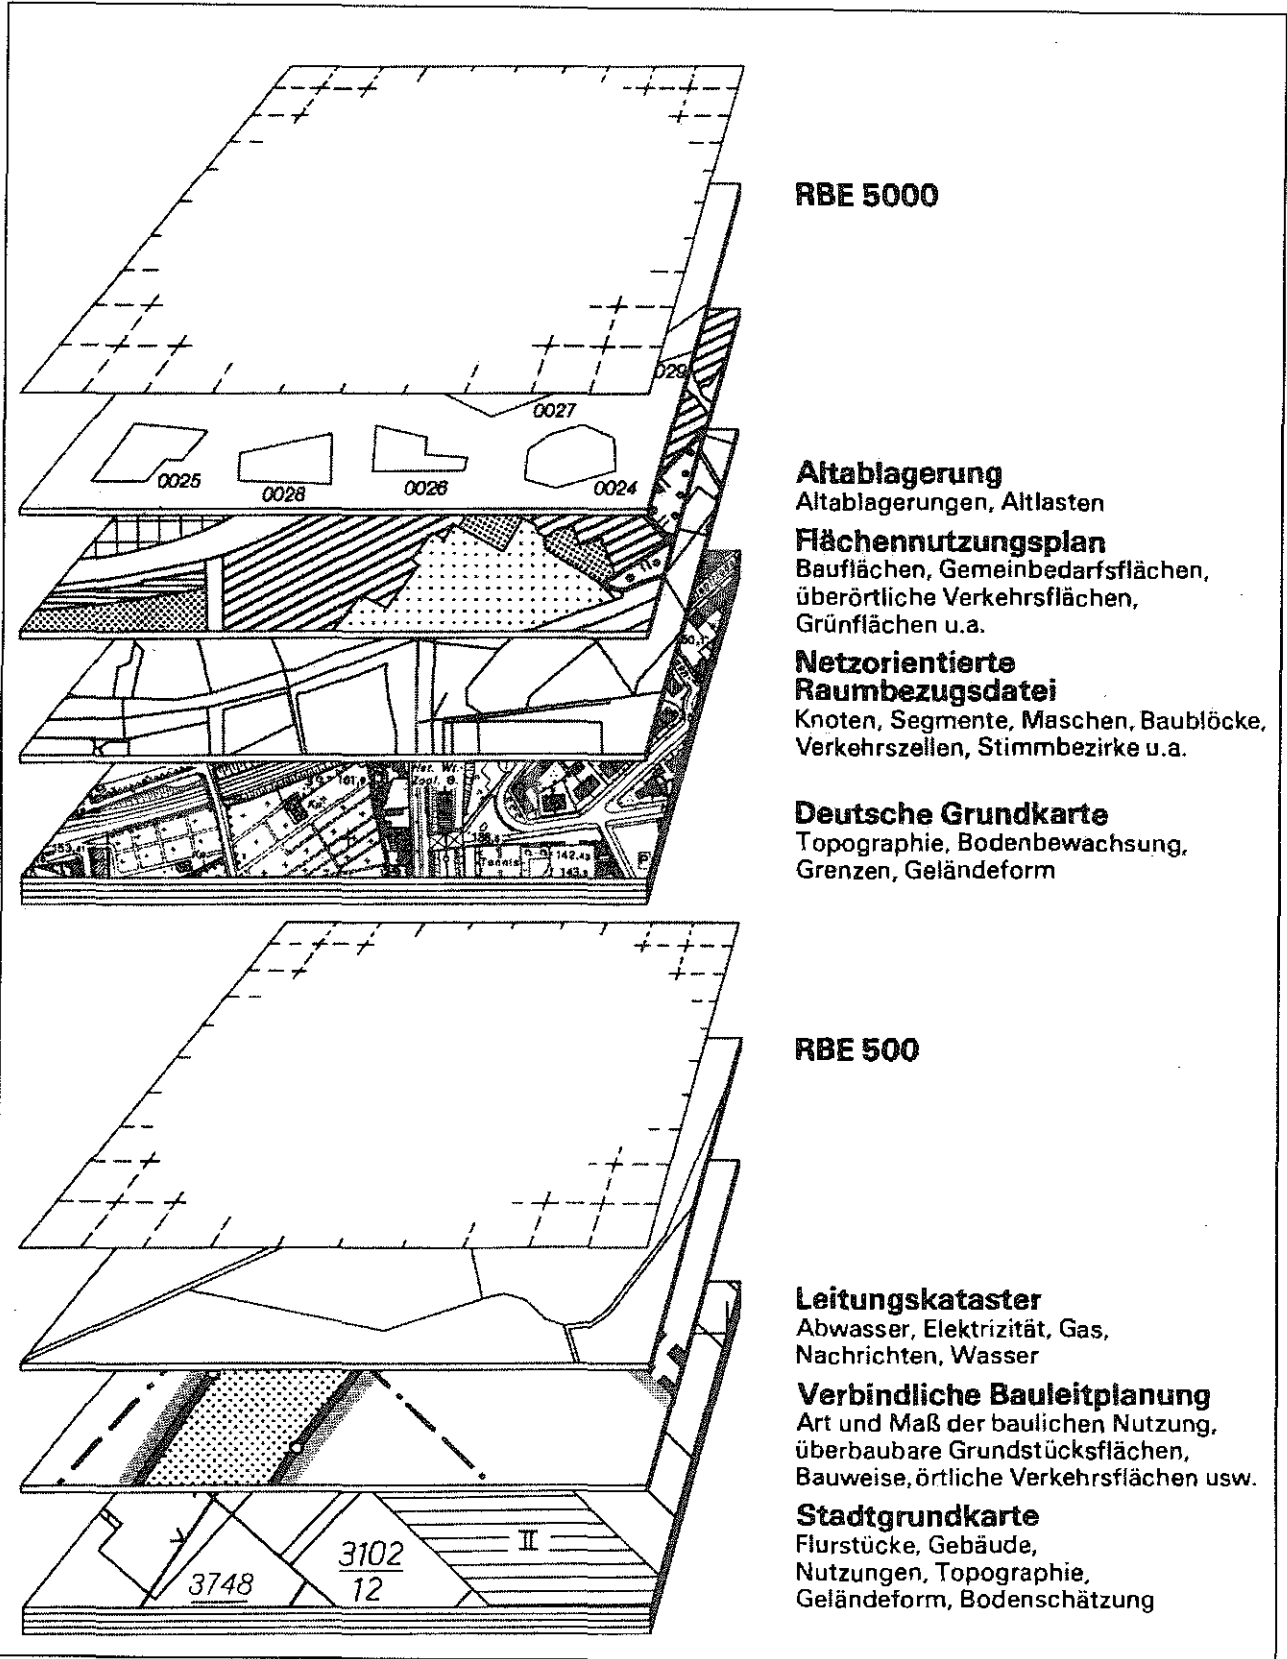 RBE 5000
029
0027
0025
0028
0026
0024
Altablagerung
Altablagerungen, Altlasten
Flächennutzungsplan
Bauflächen, Gemeinbedarfsflächen,
überörtliche Verkehrsflächen,
Grünflächen u.a.
Netzorientierte
Raumbezugsdatei
Knoten, Segmente, Maschen, Baublöcke,
Verkehrszellen, Stimmbezirke u.a.
Zool. G.
Tennis
142,4
143,
Deutsche Grundkarte
Topographie, Bodenbewachsung,
Grenzen, Geländeform
RBE 500
Leitungskataster
Abwasser, Elektrizität, Gas,
Nachrichten, Wasser
Verbindliche Bauleitplanung
Art und Maß der baulichen Nutzung,
überbaubare Grundstücksflächen,
Bauweise, örtliche Verkehrsflächen usw.
Stadtgrundkarte
Flurstücke, Gebäude,
Nutzungen, Topographie,
Geländeform, Bodenschätzung
II
3102
12
3748